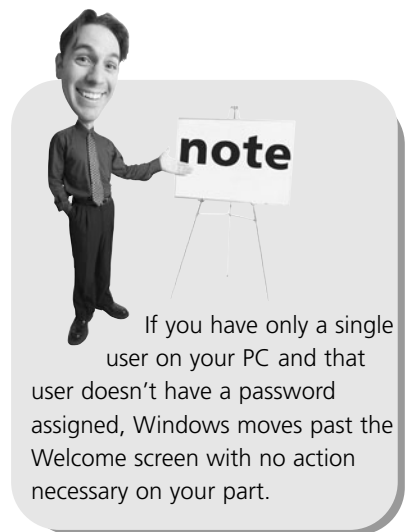 note
If you have only a single
user on your PC and that
user doesn't have a password
assigned, Windows moves past the
Welcome screen with no action
necessary on your part.